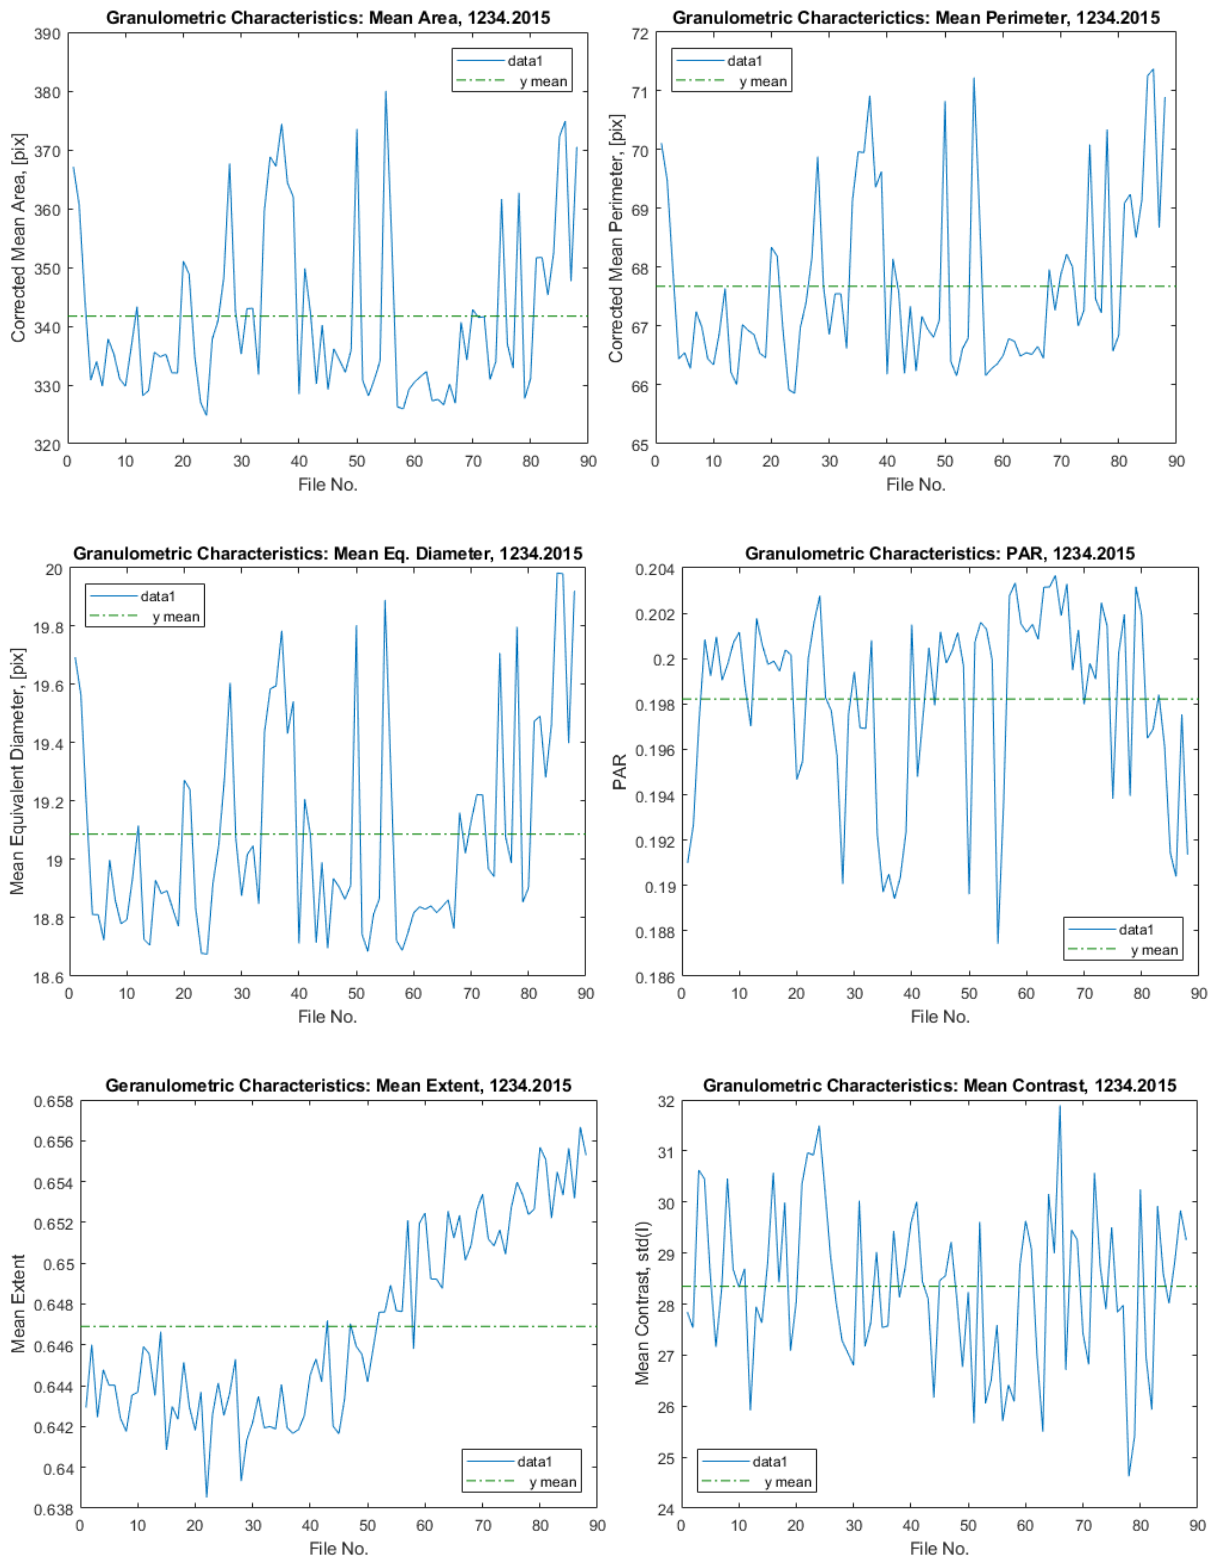 Granulometric Characteristics: Mean Area, 1234.2015
390
380
370
360
350
340
330
320
0 10 20 30 40 50 60 70 80 90
Corrected Mean Area, [pix]
File No.
data1
y mean
Granulometric Charactericties: Mean Perimeter, 1234.2015
72
71
70
69
68
67
66
65
0 10 20 30 40 50 60 70 80 90
Corrected Mean Perimeter, [pix]
File No.
data1
y mean
Granulometric Characteristics: Mean Eq. Diameter, 1234.2015
20
19.8
19.6
19.4
19.2
19
18.8
18.6
0 10 20 30 40 50 60 70 80 90
Mean Equivalent Diameter, [pix]
File No.
data1
y mean
Granulometric Characteristics: PAR, 1234.2015
0.204
0.202
0.2
0.198
0.196
0.194
0.192
0.19
0.188
0.186
0 10 20 30 40 50 60 70 80 90
PAR
File No.
data1
y mean
Geranulometric Characteristics: Mean Extent, 1234.2015
0.658
0.656
0.654
0.652
0.65
0.648
0.646
0.644
0.642
0.64
0.638
0 10 20 30 40 50 60 70 80 90
Mean Extent
File No.
data1
y mean
Granulometric Characteristics: Mean Contrast, 1234.2015
32
31
30
29
28
27
26
25
24
0 10 20 30 40 50 60 70 80 90
Mean Contrast, std(I)
File No.
data1
y mean